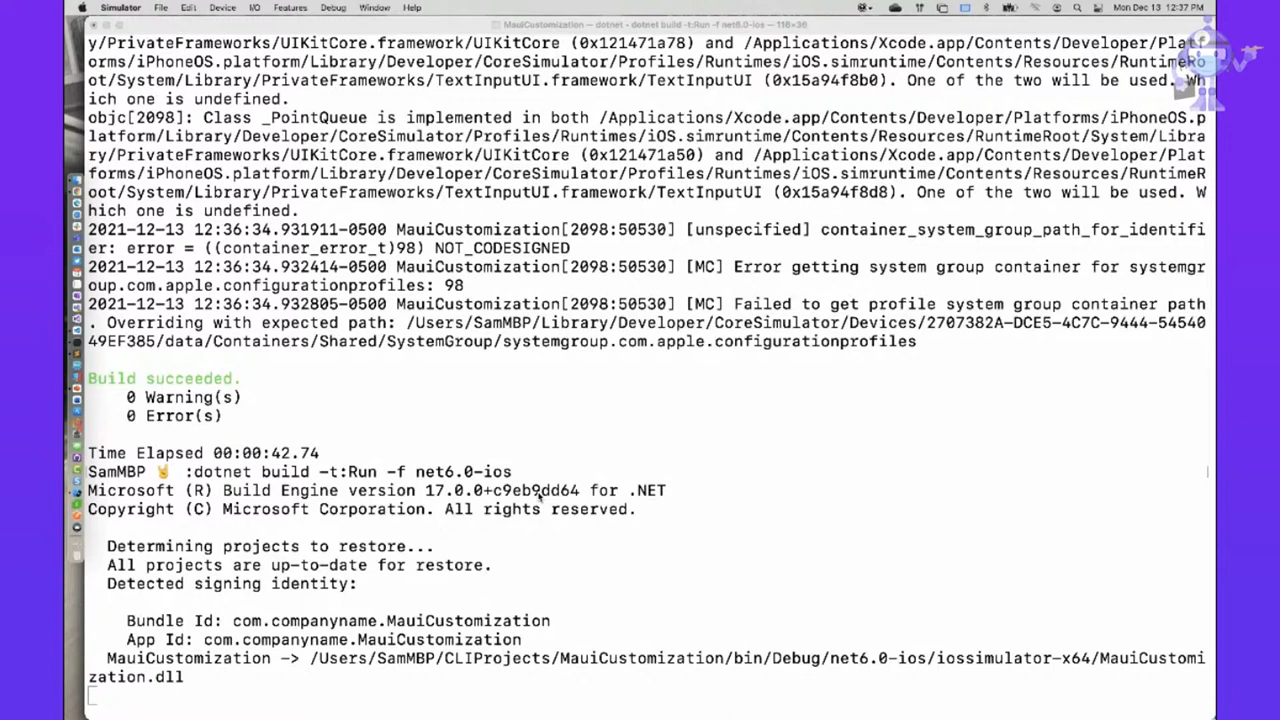 Simulator File Edit Device I/O Features Debug Window Help Mon Dec 13 12:37 PM
MauiCustomization — dotnet ‹ dotnet build -t:Run -f net6.0-ios — 118×36
y/PrivateFrameworks/UIKitCore.framework/UIKitCore (0x121471a78) and /Applications/Xcode.app/Contents/Developer/Platf
orms/iPhoneOS.platform/Library/Developer/CoreSimulator/Profiles/Runtimes/iOS.simruntime/Contents/Resources/RuntimeRo
ot/System/Library/PrivateFrameworks/TextInputUI.framework/TextInputUI (0x15a94f8b0). One of the two will be used. Wh
ich one is undefined.
objc[2098]: Class _PointQueue is implemented in both /Applications/Xcode.app/Contents/Developer/Platforms/iPhoneOS.p
latform/Library/Developer/CoreSimulator/Profiles/Runtimes/iOS.simruntime/Contents/Resources/RuntimeRoot/System/Libra
ry/PrivateFrameworks/UIKitCore.framework/UIKitCore (0x121471a50) and /Applications/Xcode.app/Contents/Developer/Plat
forms/iPhoneOS.platform/Library/Developer/CoreSimulator/Profiles/Runtimes/iOS.simruntime/Contents/Resources/RuntimeR
oot/System/Library/PrivateFrameworks/TextInputUI.framework/TextInputUI (0x15a94f8d8). One of the two will be used. W
hich one is undefined.
2021-12-13 12:36:34.931911-0500 MauiCustomization[2098:50530] [unspecified] container_system_group_path_for_identifi
er: error = ((container_error_t)98) NOT_CODESIGNED
2021-12-13 12:36:34.932414-0500 MauiCustomization[2098:50530] [MC] Error getting system group container for systemgr
oup.com.apple.configurationprofiles: 98
2021-12-13 12:36:34.932805-0500 MauiCustomization[2098:50530] [MC] Failed to get profile system group container path
. Overriding with expected path: /Users/SamMBP/Library/Developer/CoreSimulator/Devices/2707382A-DCE5-4C7C-9444-54540
49EF385/data/Containers/Shared/SystemGroup/systemgroup.com.apple.configurationprofiles
Build succeeded.
0 Warning(s)
0 Error(s)
Time Elapsed 00:00:42.74
SamMBP 🤘 :dotnet build -t:Run -f net6.0-ios
Microsoft (R) Build Engine version 17.0.0+c9eb9dd64 for .NET
Copyright (C) Microsoft Corporation. All rights reserved.
Determining projects to restore...
All projects are up-to-date for restore.
Detected signing identity:
Bundle Id: com.companyname.MauiCustomization
App Id: com.companyname.MauiCustomization
MauiCustomization -> /Users/SamMBP/CLIProjects/MauiCustomization/bin/Debug/net6.0-ios/iossimulator-x64/MauiCustomi
zation.dll